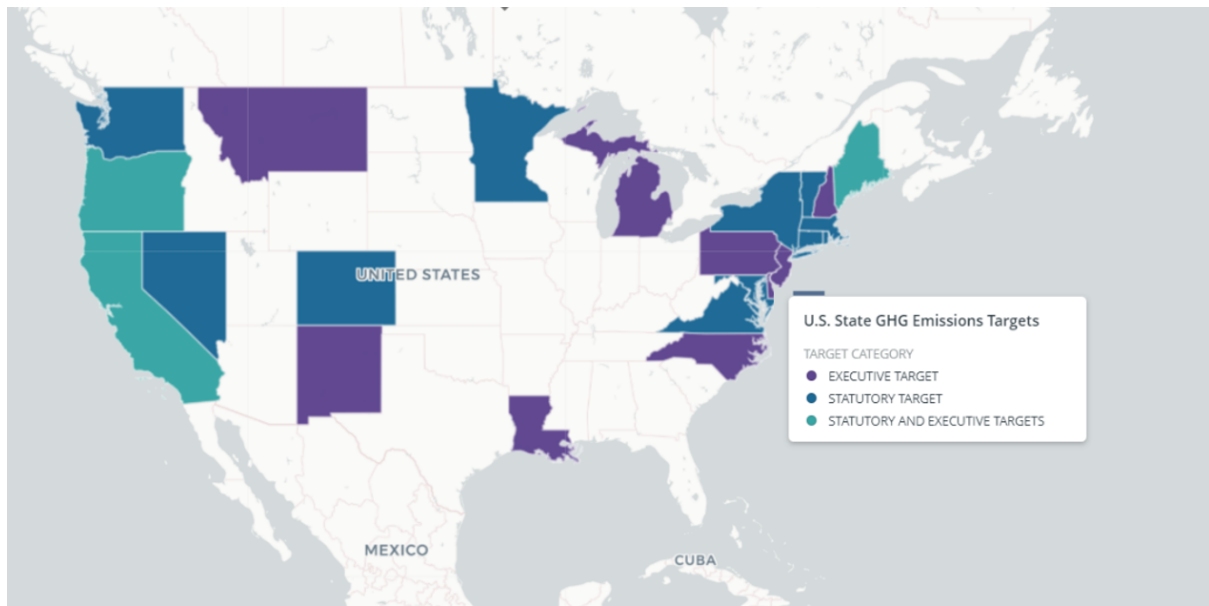 UNITED STATES
U.S. State GHG Emissions Targets
TARGET CATEGORY
EXECUTIVE TARGET
STATUTORY TARGET
STATUTORY AND EXECUTIVE TARGETS
MEXICO
CUBA